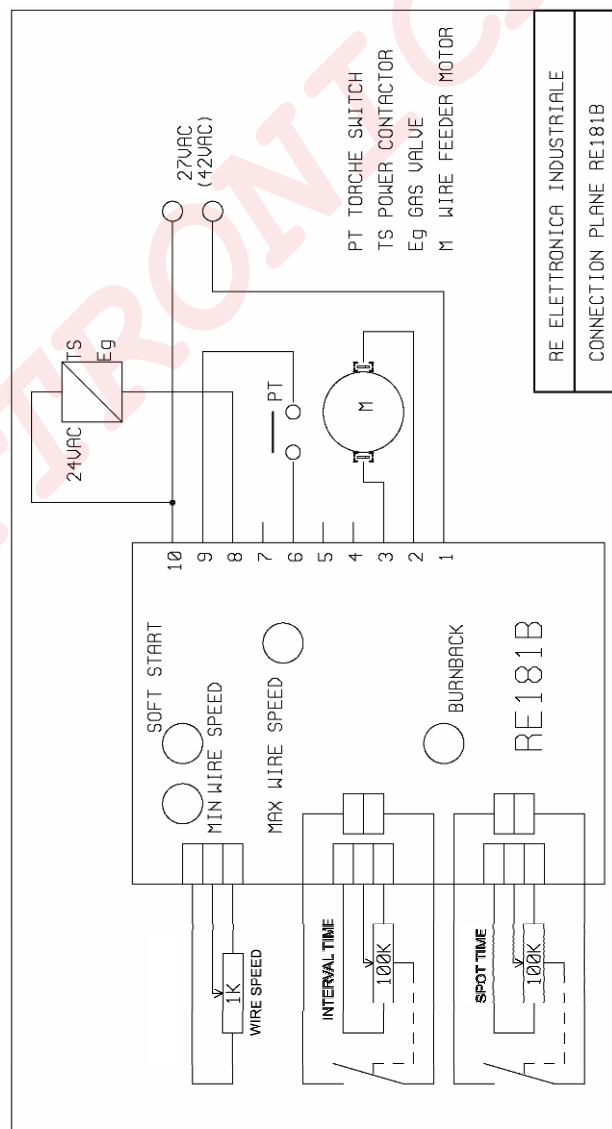 27VAC
(42VAC)
24VAC
TS
Eg
PT TORCHE SWITCH
TS POWER CONTACTOR
Eg GAS VALVE
M WIRE FEEDER MOTOR
PT
M
10
9
8
7
6
5
4
3
2
1
SOFT START
MIN WIRE SPEED
MAX WIRE SPEED
BURNBACK
RE181B
1K
WIRE SPEED
INTERVAL TIME
100K
SPOT TIME
100K
RE ELETTRONICA INDUSTRIALE
CONNECTION PLANE RE181B
TTRONICA